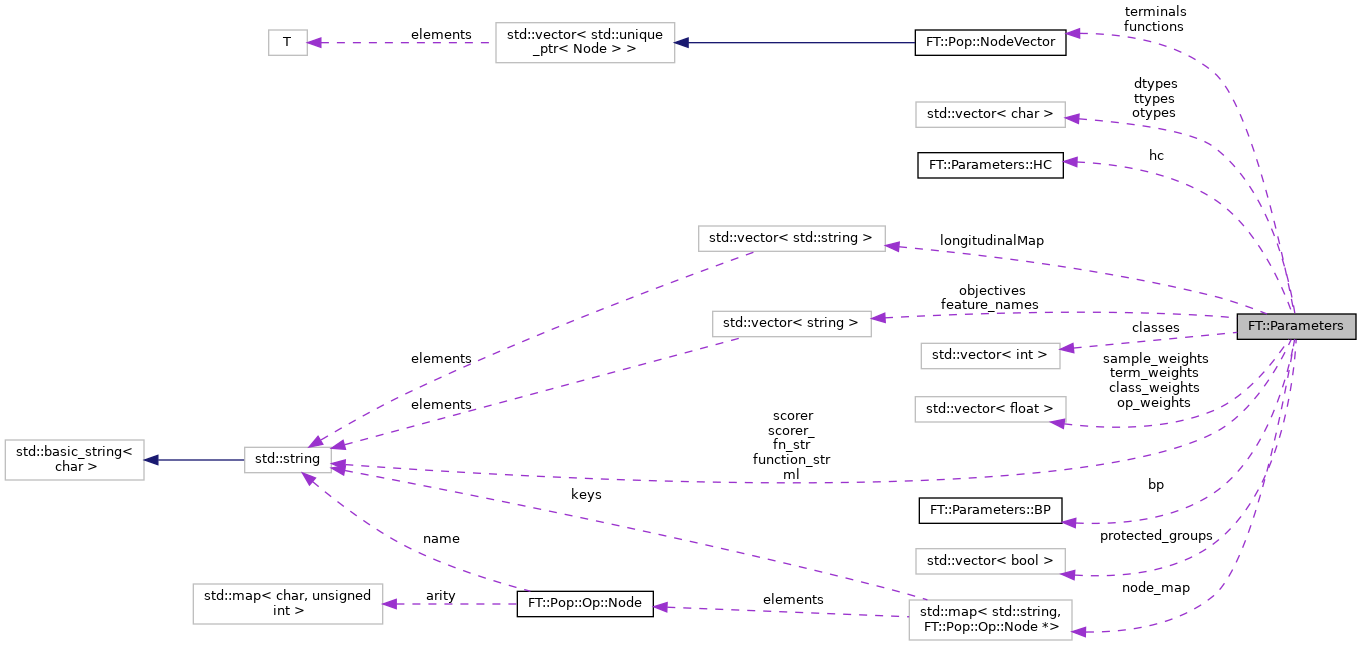 terminals
functions
T
elements
std::vector< std::unique
_ptr< Node > >
FT::Pop::NodeVector
dtypes
ttypes
otypes
std::vector< char >
hc
FT::Parameters::HC
std::vector< std::string >
longitudinalMap
objectives
feature_names
std::vector< string >
FT::Parameters
classes
std::vector< int >
elements
sample_weights
term_weights
class_weights
op_weights
elements
std::vector< float >
scorer
scorer_
fn_str
function_str
ml
std::basic_string<
char >
std::string
keys
bp
FT::Parameters::BP
name
protected_groups
std::vector< bool >
node_map
std::map< char, unsigned
int >
arity
FT::Pop::Op::Node
elements
std::map< std::string,
FT::Pop::Op::Node *>